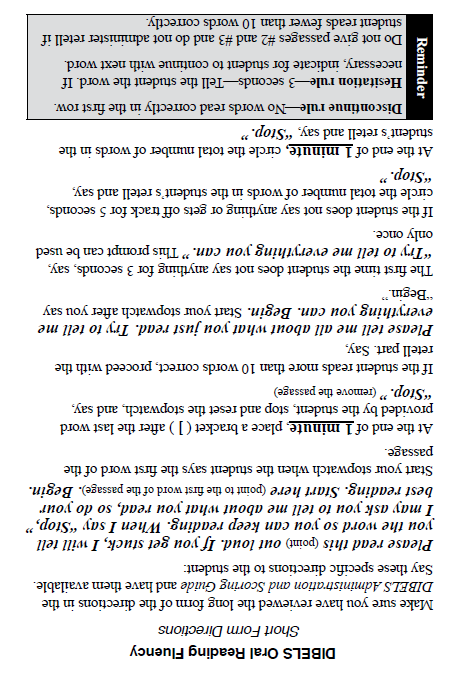 DIBELS Oral Reading Fluency
Short Form Directions
Make sure you have reviewed the long form of the directions in the
DIBELS Administration and Scoring Guide and have them available.
Say these specific directions to the student:
Please read this (point) out loud. If you get stuck, I will tell
you the word so you can keep reading. When I say “Stop,”
I may ask you to tell me about what you read, so do your
best reading. Start here (point to the first word of the passage). Begin.
Start your stopwatch when the student says the first word of the
passage.
At the end of 1 minute, place a bracket ( ] ) after the last word
provided by the student, stop and reset the stopwatch, and say,
“Stop.” (remove the passage)
If the student reads more than 10 words correct, proceed with the
retell part. Say,
Please tell me all about what you just read. Try to tell me
everything you can. Begin. Start your stopwatch after you say
“Begin.”
The first time the student does not say anything for 3 seconds, say,
“Try to tell me everything you can.” This prompt can be used
only once.
If the student does not say anything or gets off track for 5 seconds,
circle the total number of words in the student’s retell and say,
“Stop.”
At the end of 1 minute, circle the total number of words in the
student’s retell and say, “Stop.”
Reminder
Discontinue rule—No words read correctly in the first row.
Hesitation rule—3 seconds—Tell the student the word. If
necessary, indicate for student to continue with next word.
Do not give passages #2 and #3 and do not administer retell if
student reads fewer than 10 words correctly.